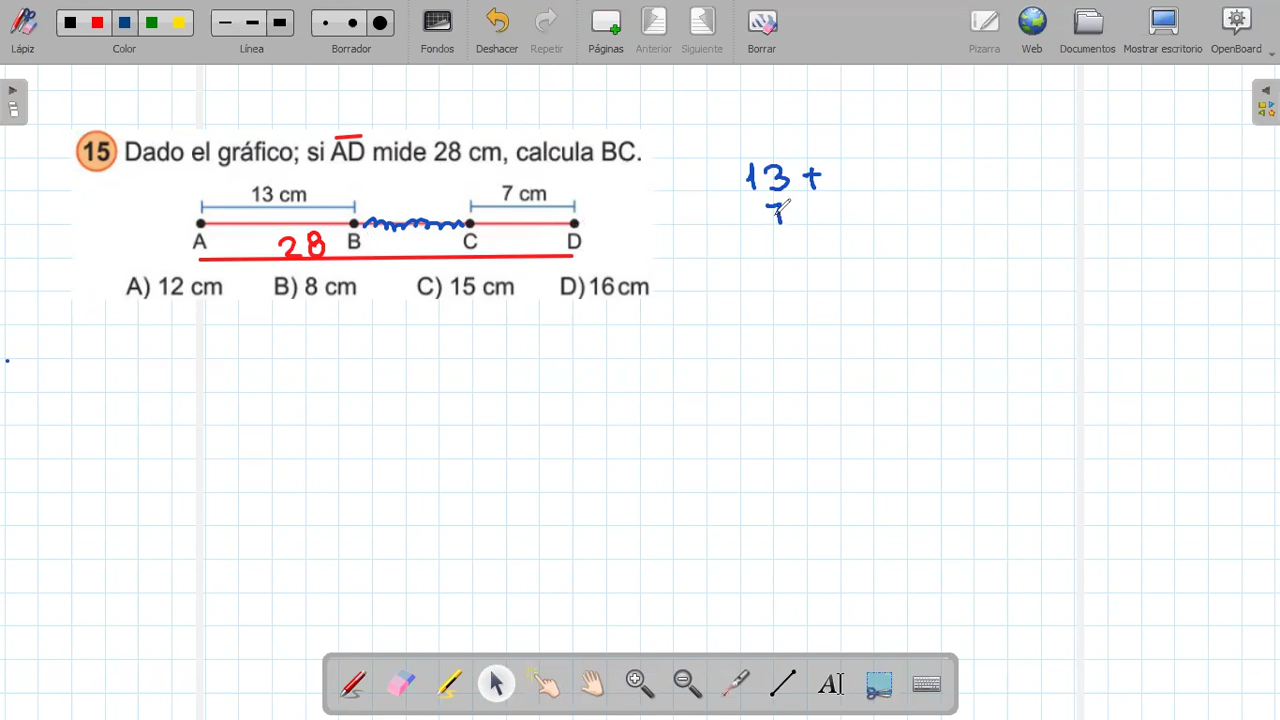 Lápiz Color Línea Borrador Fondos Deshacer Repetir Páginas Anterior Siguiente Borrar Pizarra Web Documentos Mostrar escritorio OpenBoard
15 Dado el gráfico; si AD mide 28 cm, calcula BC.
13 cm 7 cm
A B C D
28
A) 12 cm B) 8 cm C) 15 cm D) 16 cm
13 +
7
AI